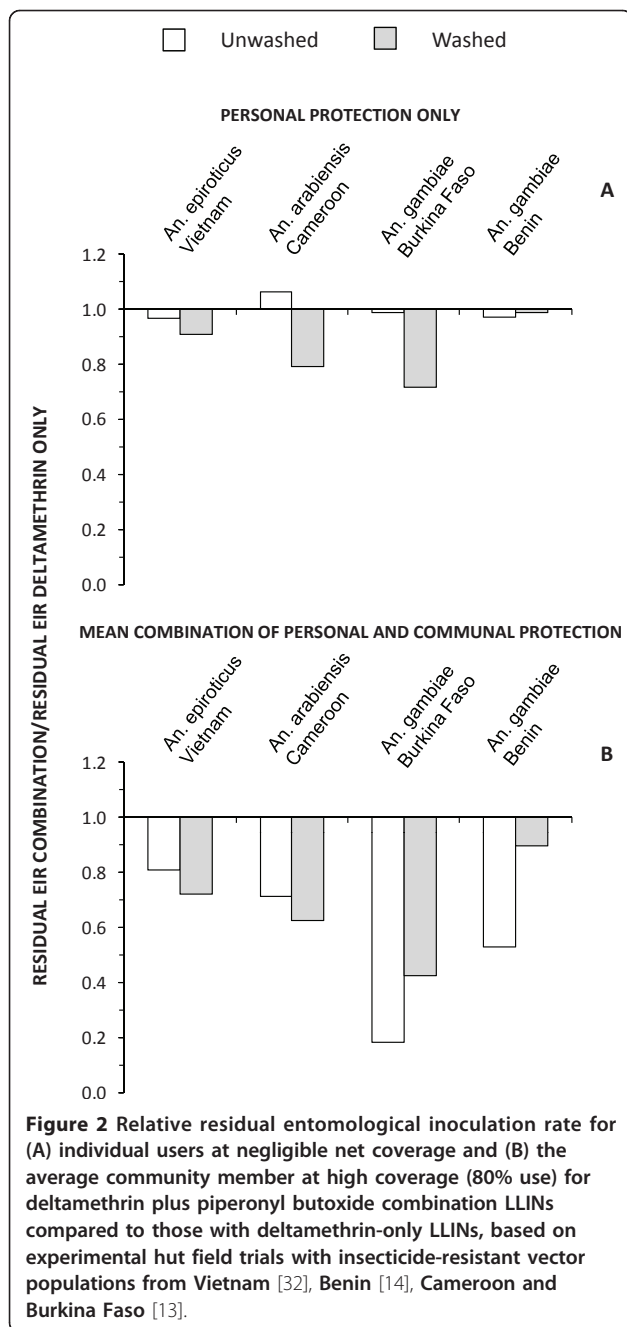 Unwashed Washed
PERSONAL PROTECTION ONLY
A
An. epiroticus
Vietnam
An. arabiensis
Cameroon
An. gambiae
Burkina Faso
An. gambiae
Benin
1.2
1.0
0.8
0.6
0.4
0.2
0.0
RESIDUAL EIR COMBINATION/RESIDUAL EIR DELTAMETHRIN ONLY
MEAN COMBINATION OF PERSONAL AND COMMUNAL PROTECTION
B
An. epiroticus
Vietnam
An. arabiensis
Cameroon
An. gambiae
Burkina Faso
An. gambiae
Benin
1.2
1.0
0.8
0.6
0.4
0.2
0.0
Figure 2 Relative residual entomological inoculation rate for
(A) individual users at negligible net coverage and (B) the
average community member at high coverage (80% use) for
deltamethrin plus piperonyl butoxide combination LLINs
compared to those with deltamethrin-only LLINs, based on
experimental hut field trials with insecticide-resistant vector
populations from Vietnam [32], Benin [14], Cameroon and
Burkina Faso [13].